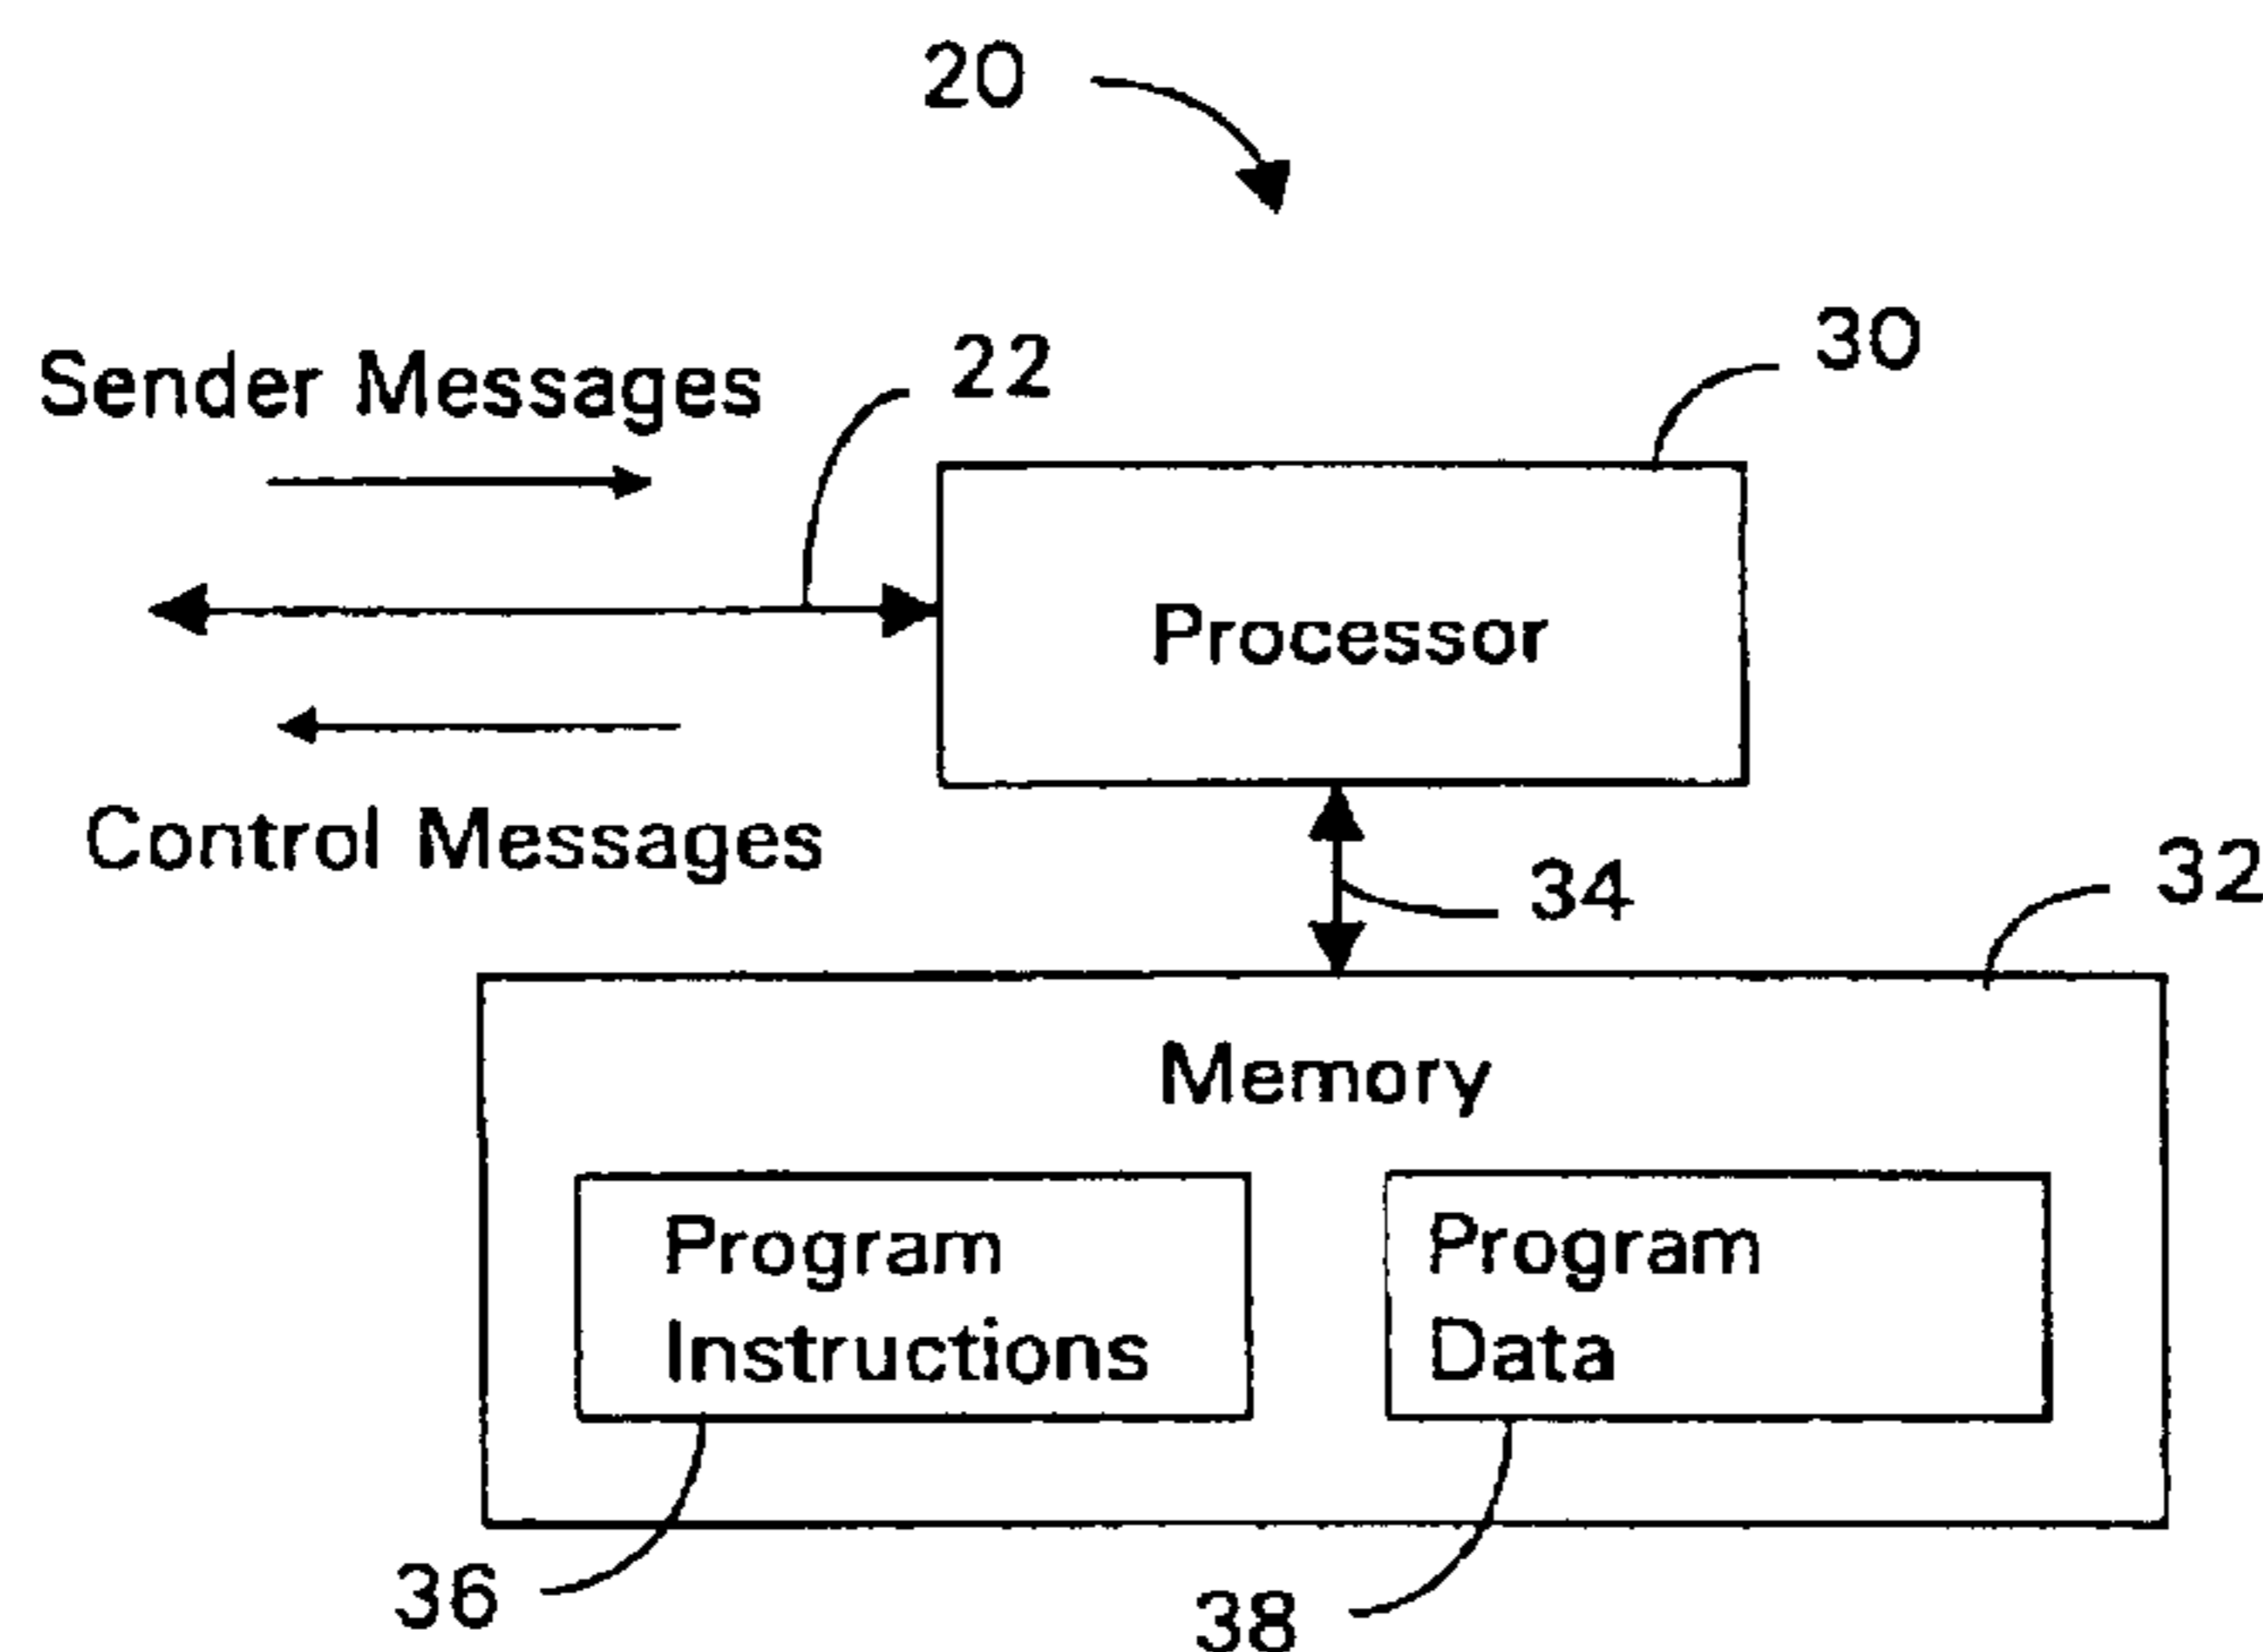 20
30
22
Sender Messages
Processor
Control Messages
34
32
Memory
Program
Instructions
Program
Data
36
38